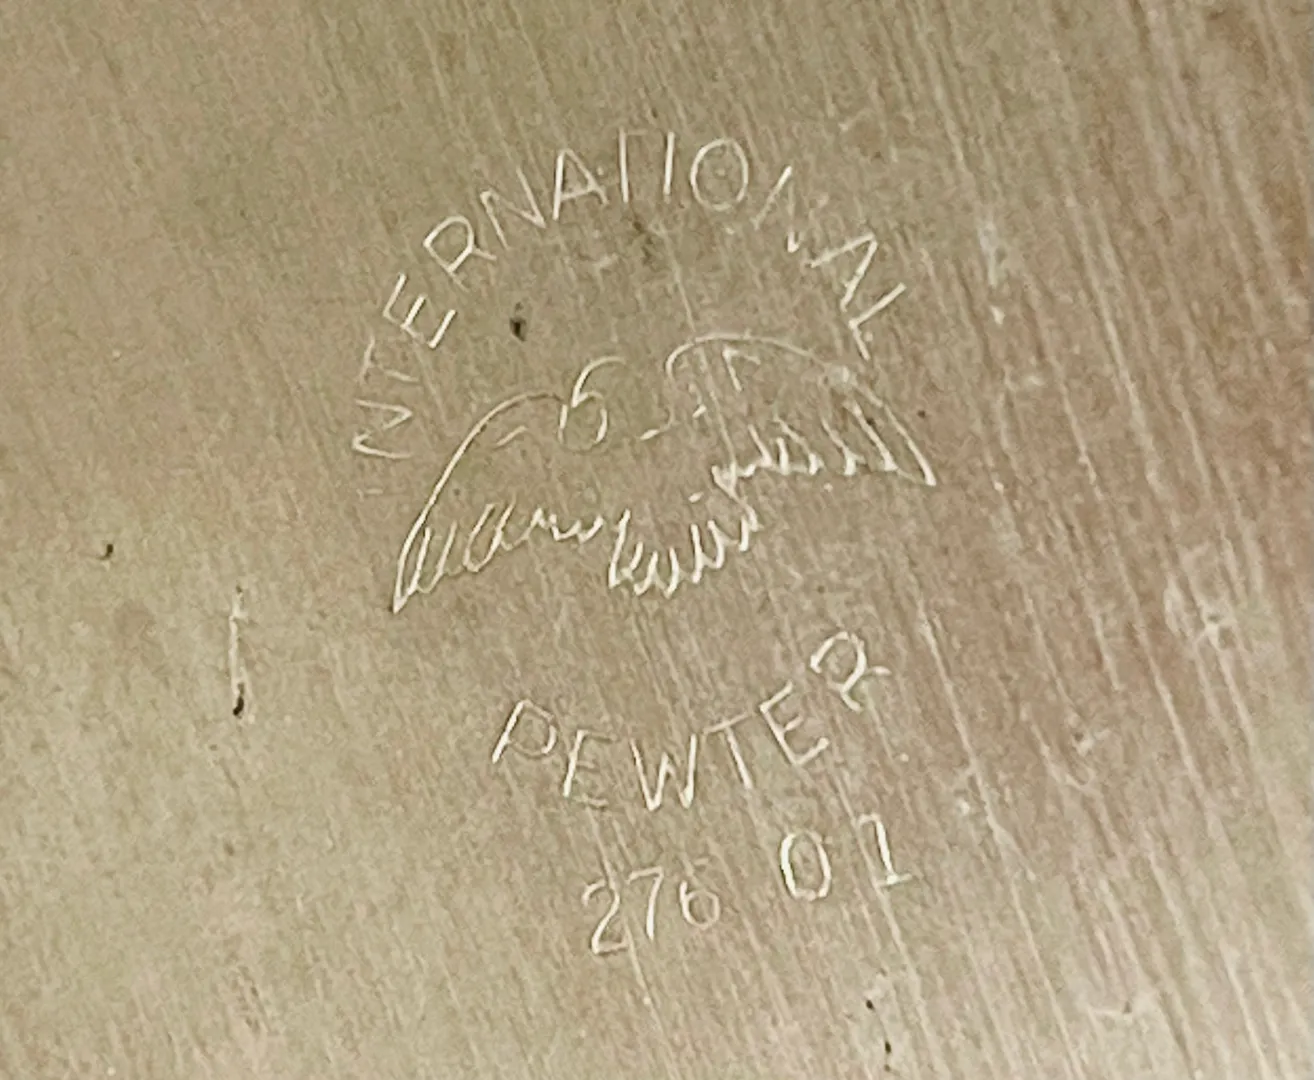 INTERNATIONAL
PEWTER
276 01